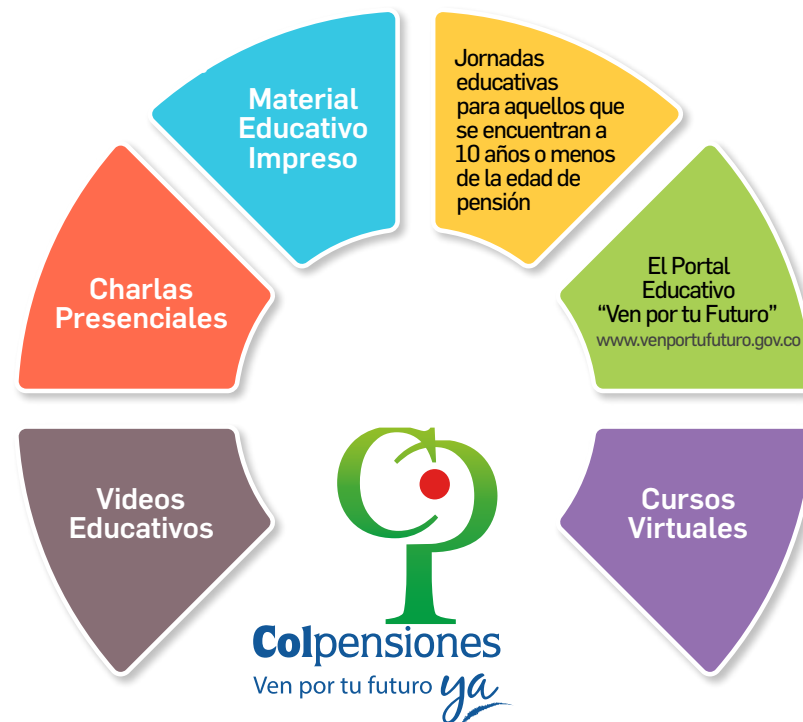 Material
Educativo
Impreso
Jornadas
educativas
para aquellos que
se encuentran a
10 años o menos
de la edad de
pensión
Charlas
Presenciales
El Portal
Educativo
“Ven por tu Futuro”
www.venportufuturo.gov.co
Videos
Educativos
Cursos
Virtuales
Colpensiones
Ven por tu futuro ya